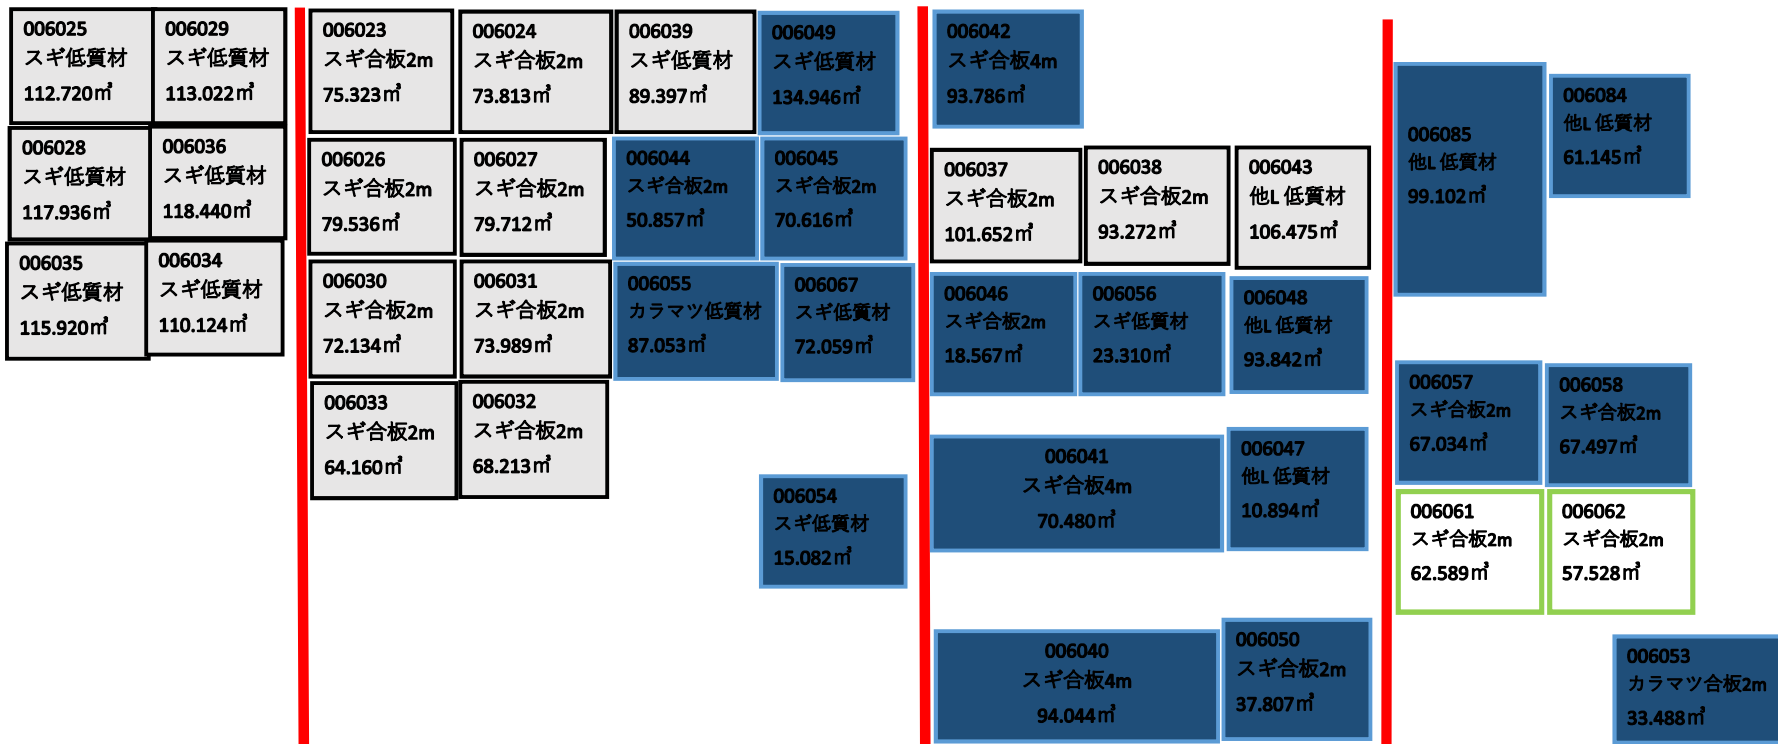 006025
スギ低質材
112.720㎥
006029
スギ低質材
113.022㎥
006028
スギ低質材
117.936㎥
006036
スギ低質材
118.440㎥
006035
スギ低質材
115.920㎥
006034
スギ低質材
110.124㎥
006023
スギ合板2m
75.323㎥
006024
スギ合板2m
73.813㎥
006039
スギ低質材
89.397㎥
006049
スギ低質材
134.946㎥
006026
スギ合板2m
79.536㎥
006027
スギ合板2m
79.712㎥
006044
スギ合板2m
50.857㎥
006045
スギ合板2m
70.616㎥
006030
スギ合板2m
72.134㎥
006031
スギ合板2m
73.989㎥
006055
カラマツ低質材
87.053㎥
006067
スギ低質材
72.059㎥
006033
スギ合板2m
64.160㎥
006032
スギ合板2m
68.213㎥
006054
スギ低質材
15.082㎥
006042
スギ合板4m
93.786㎥
006037
スギ合板2m
101.652㎥
006038
スギ合板2m
93.272㎥
006043
他L 低質材
106.475㎥
006046
スギ合板2m
18.567㎥
006056
スギ低質材
23.310㎥
006048
他L 低質材
93.842㎥
006041
スギ合板4m
70.480㎥
006047
他L 低質材
10.894㎥
006040
スギ合板4m
94.044㎥
006050
スギ合板2m
37.807㎥
006085
他L 低質材
99.102㎥
006084
他L 低質材
61.145㎥
006057
スギ合板2m
67.034㎥
006058
スギ合板2m
67.497㎥
006061
スギ合板2m
62.589㎥
006062
スギ合板2m
57.528㎥
006053
カラマツ合板2m
33.488㎥